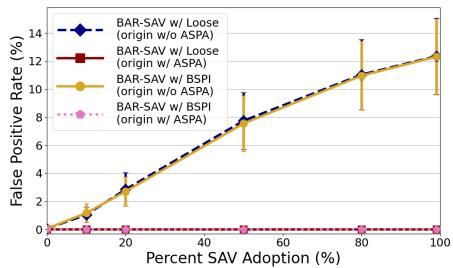 BAR-SAV w/ Loose
(origin w/o ASPA)
BAR-SAV w/ Loose
(origin w/ ASPA)
BAR-SAV w/ BSPI
(origin w/o ASPA)
BAR-SAV w/ BSPI
(origin w/ ASPA)
False Positive Rate (%)
14
12
10
8
6
4
2
0
0 20 40 60 80 100
Percent SAV Adoption (%)